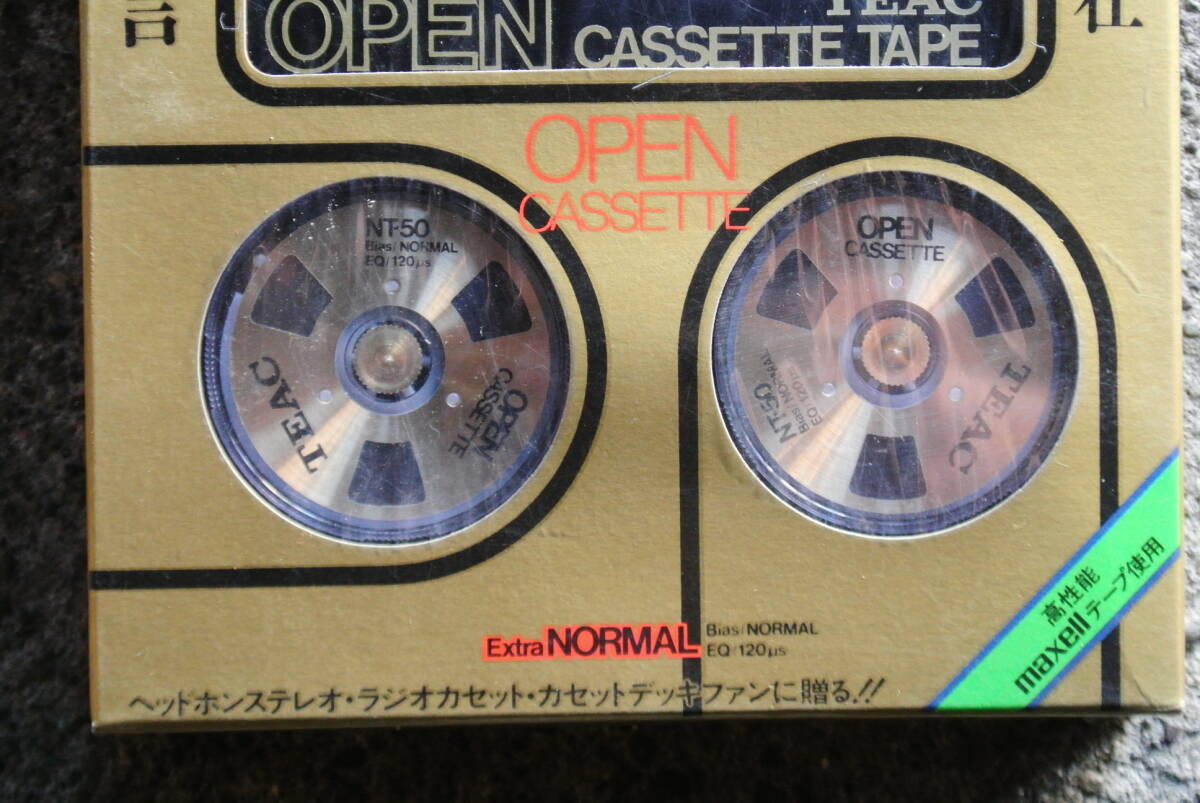 TEAC
OPEN CASSETTE TAPE
OPEN
CASSETTE
NT-50
Bias/NORMAL
EQ/120μs
TEAC
OPEN
CASSETTE
OPEN
CASSETTE
NT-50
Bias/NORMAL
EQ 120μs
TEAC
Extra NORMAL
Bias/NORMAL
EQ/120μs
高性能
maxellテープ使用
ヘッドホンステレオ・ラジオカセット・カセットデッキファンに贈る!!